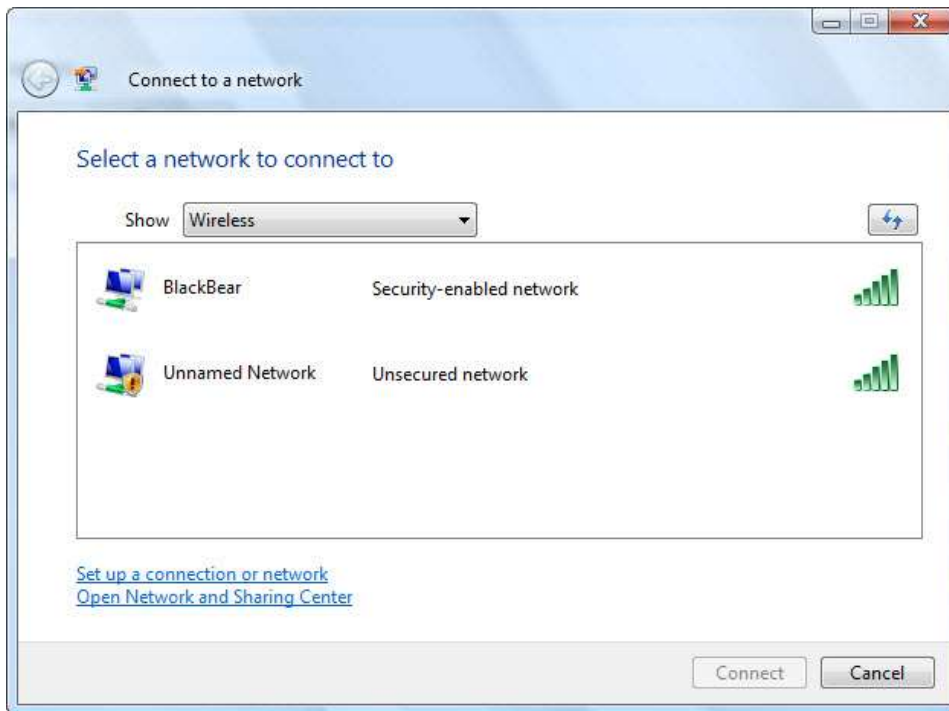 Connect to a network
Select a network to connect to
Show Wireless
BlackBear Security-enabled network
Unnamed Network Unsecured network
Set up a connection or network
Open Network and Sharing Center
Connect Cancel